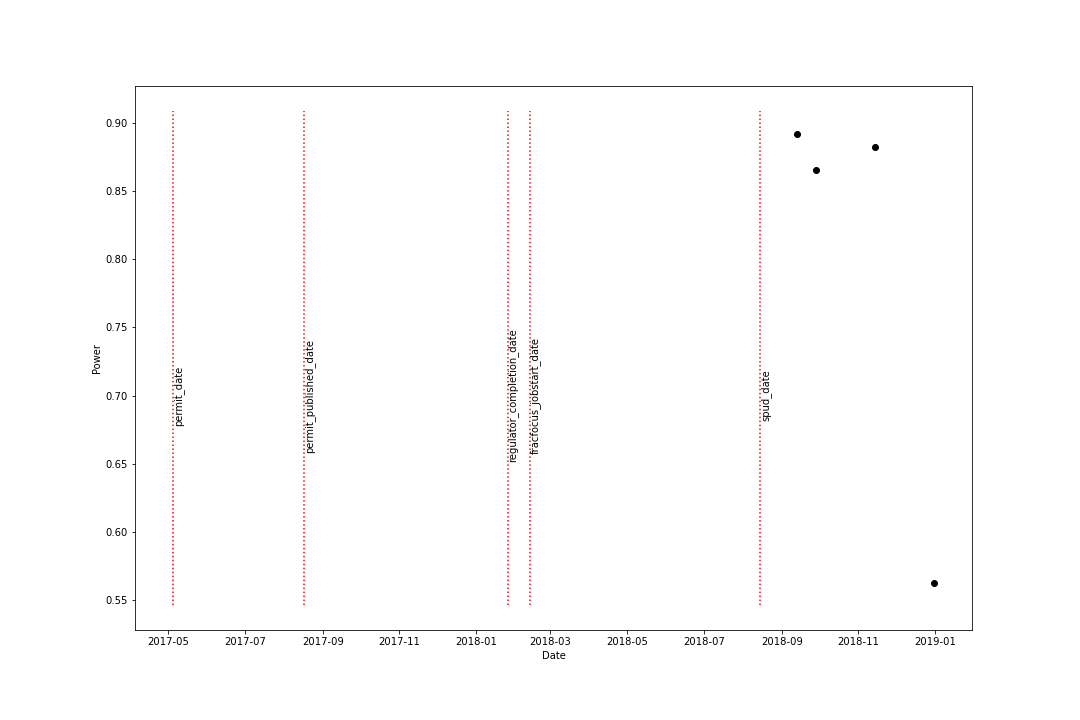 0.90
0.85
0.80
0.75
0.70
0.65
0.60
0.55
Power
permit_date
permit_published_date
regulator_completion_date
fracfocus_jobstart_date
spud_date
2017-05
2017-07
2017-09
2017-11
2018-01
2018-03
2018-05
2018-07
2018-09
2018-11
2019-01
Date